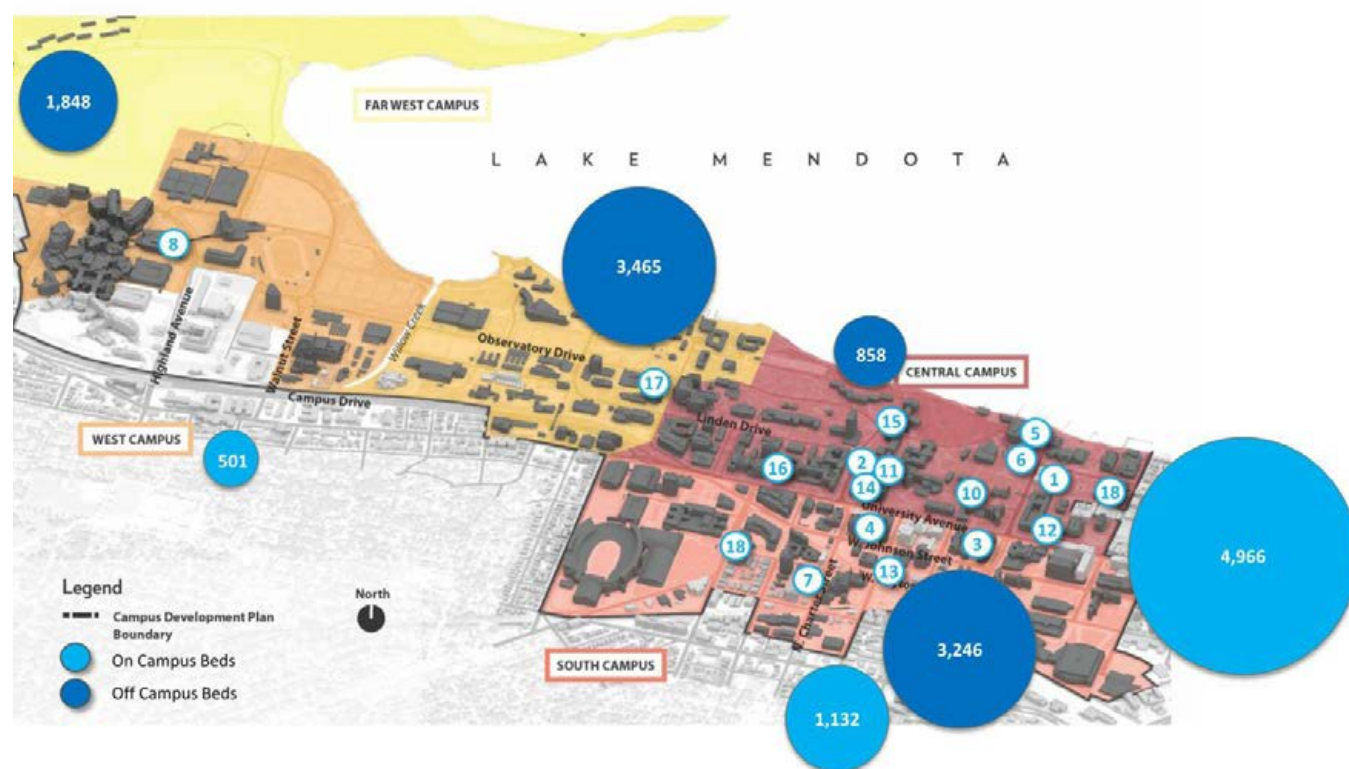 1,848
FAR WEST CAMPUS
LAKE MENDOTA
8
3,465
Highland Avenue
Walnut Street
Willow Creek
Observatory Drive
858
CENTRAL CAMPUS
17
Campus Drive
Linden Drive
15
5
WEST CAMPUS
501
16
2
11
6
1
14
10
18
University Avenue
4
12
18
W. Johnson Street
3
4,966
7
13
Legend
Campus Development Plan
Boundary
On Campus Beds
Off Campus Beds
North
SOUTH CAMPUS
3,246
1,132